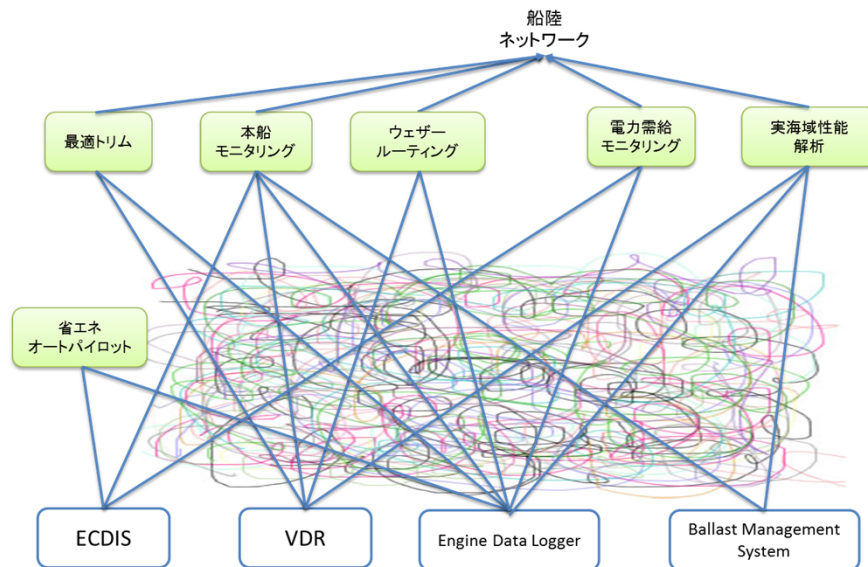 船陸
ネットワーク
最適トリム
本船
モニタリング
ウェザー
ルーティング
電力需給
モニタリング
実海域性能
解析
省エネ
オートパイロット
ECDIS
VDR
Engine Data Logger
Ballast Management
System